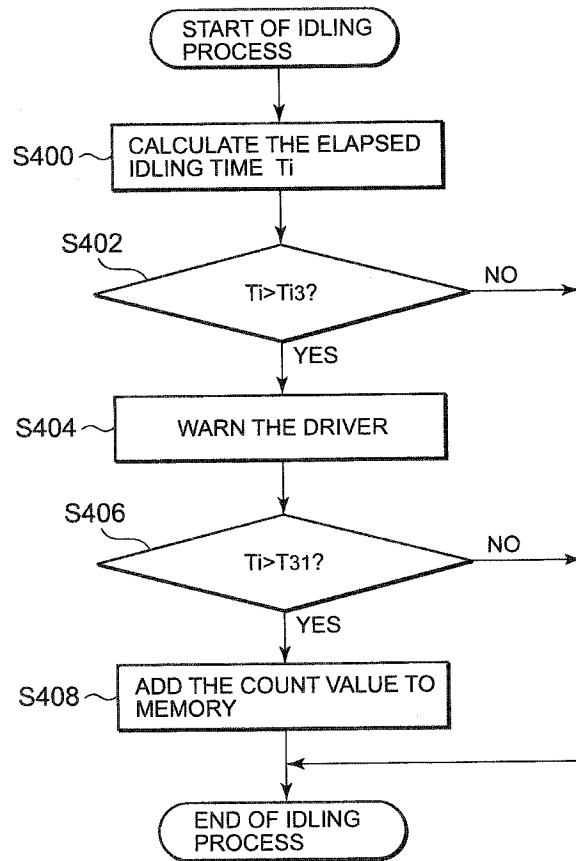 START OF IDLING
PROCESS
S400
CALCULATE THE ELAPSED
IDLING TIME Ti
S402
Ti>Ti3?
NO
YES
S404
WARN THE DRIVER
S406
Ti>T31?
NO
YES
S408
ADD THE COUNT VALUE TO
MEMORY
END OF IDLING
PROCESS